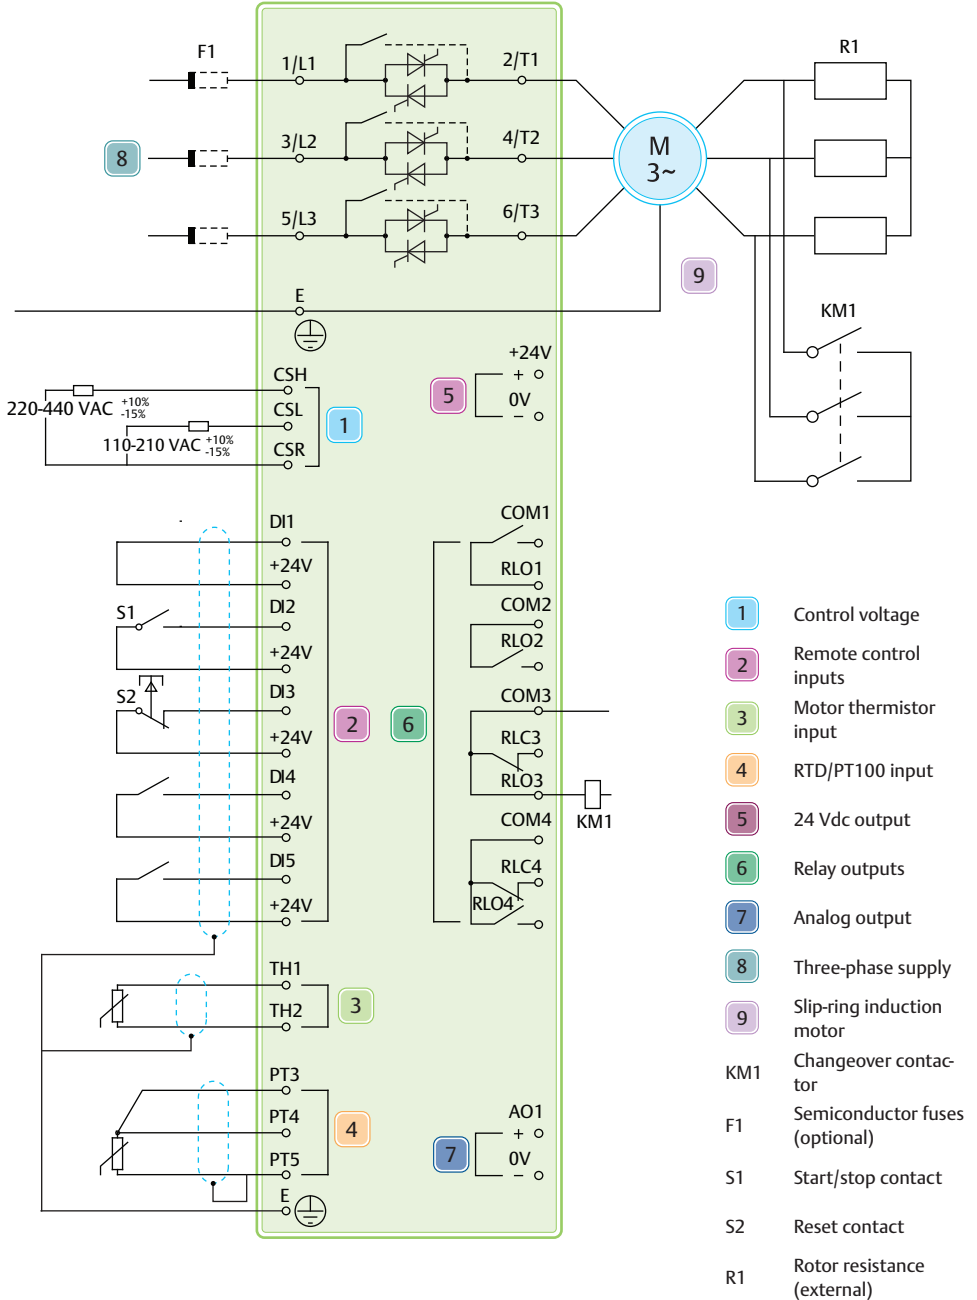 F1
1/L1
2/T1
R1
8
3/L2
4/T2
M
3~
5/L3
6/T3
9
E
KM1
+24V
CSH
5
+
0V
−
220-440 VAC +10% -15%
CSL
1
110-210 VAC +10% -15%
CSR
DI1
COM1
+24V
RLO1
S1
DI2
COM2
+24V
RLO2
S2
DI3
COM3
2
6
+24V
RLC3
DI4
RLO3
KM1
+24V
COM4
DI5
RLC4
+24V
RLO4
TH1
3
TH2
PT3
PT4
4
AO1
+
7
0V
−
PT5
E
1 Control voltage
2 Remote control
inputs
3 Motor thermistor
input
4 RTD/PT100 input
5 24 Vdc output
6 Relay outputs
7 Analog output
8 Three-phase supply
9 Slip-ring induction
motor
KM1 Changeover contac-
tor
F1 Semiconductor fuses
(optional)
S1 Start/stop contact
S2 Reset contact
R1 Rotor resistance
(external)